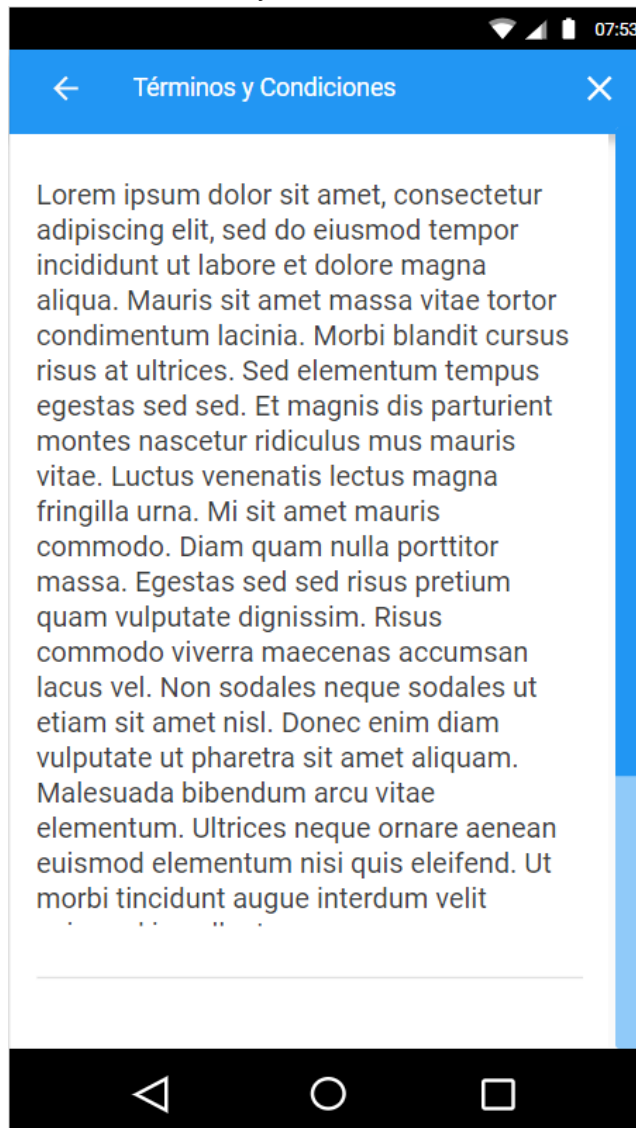 07:53
Términos y Condiciones
Lorem ipsum dolor sit amet, consectetur
adipiscing elit, sed do eiusmod tempor
incididunt ut labore et dolore magna
aliqua. Mauris sit amet massa vitae tortor
condimentum lacinia. Morbi blandit cursus
risus at ultrices. Sed elementum tempus
egestas sed sed. Et magnis dis parturient
montes nascetur ridiculus mus mauris
vitae. Luctus venenatis lectus magna
fringilla urna. Mi sit amet mauris
commodo. Diam quam nulla porttitor
massa. Egestas sed sed risus pretium
quam vulputate dignissim. Risus
commodo viverra maecenas accumsan
lacus vel. Non sodales neque sodales ut
etiam sit amet nisl. Donec enim diam
vulputate ut pharetra sit amet aliquam.
Malesuada bibendum arcu vitae
elementum. Ultrices neque ornare aenean
euismod elementum nisi quis eleifend. Ut
morbi tincidunt augue interdum velit